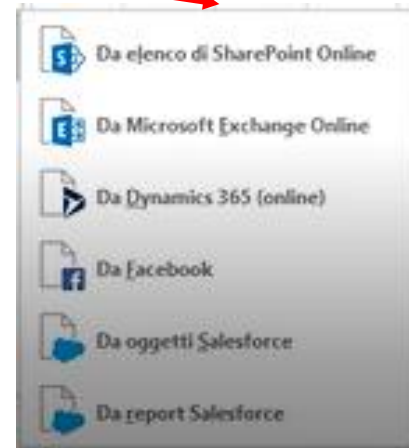 Da elenco di SharePoint Online
Da Microsoft Exchange Online
Da Dynamics 365 (online)
Da Facebook
Da oggetti Salesforce
Da report Salesforce